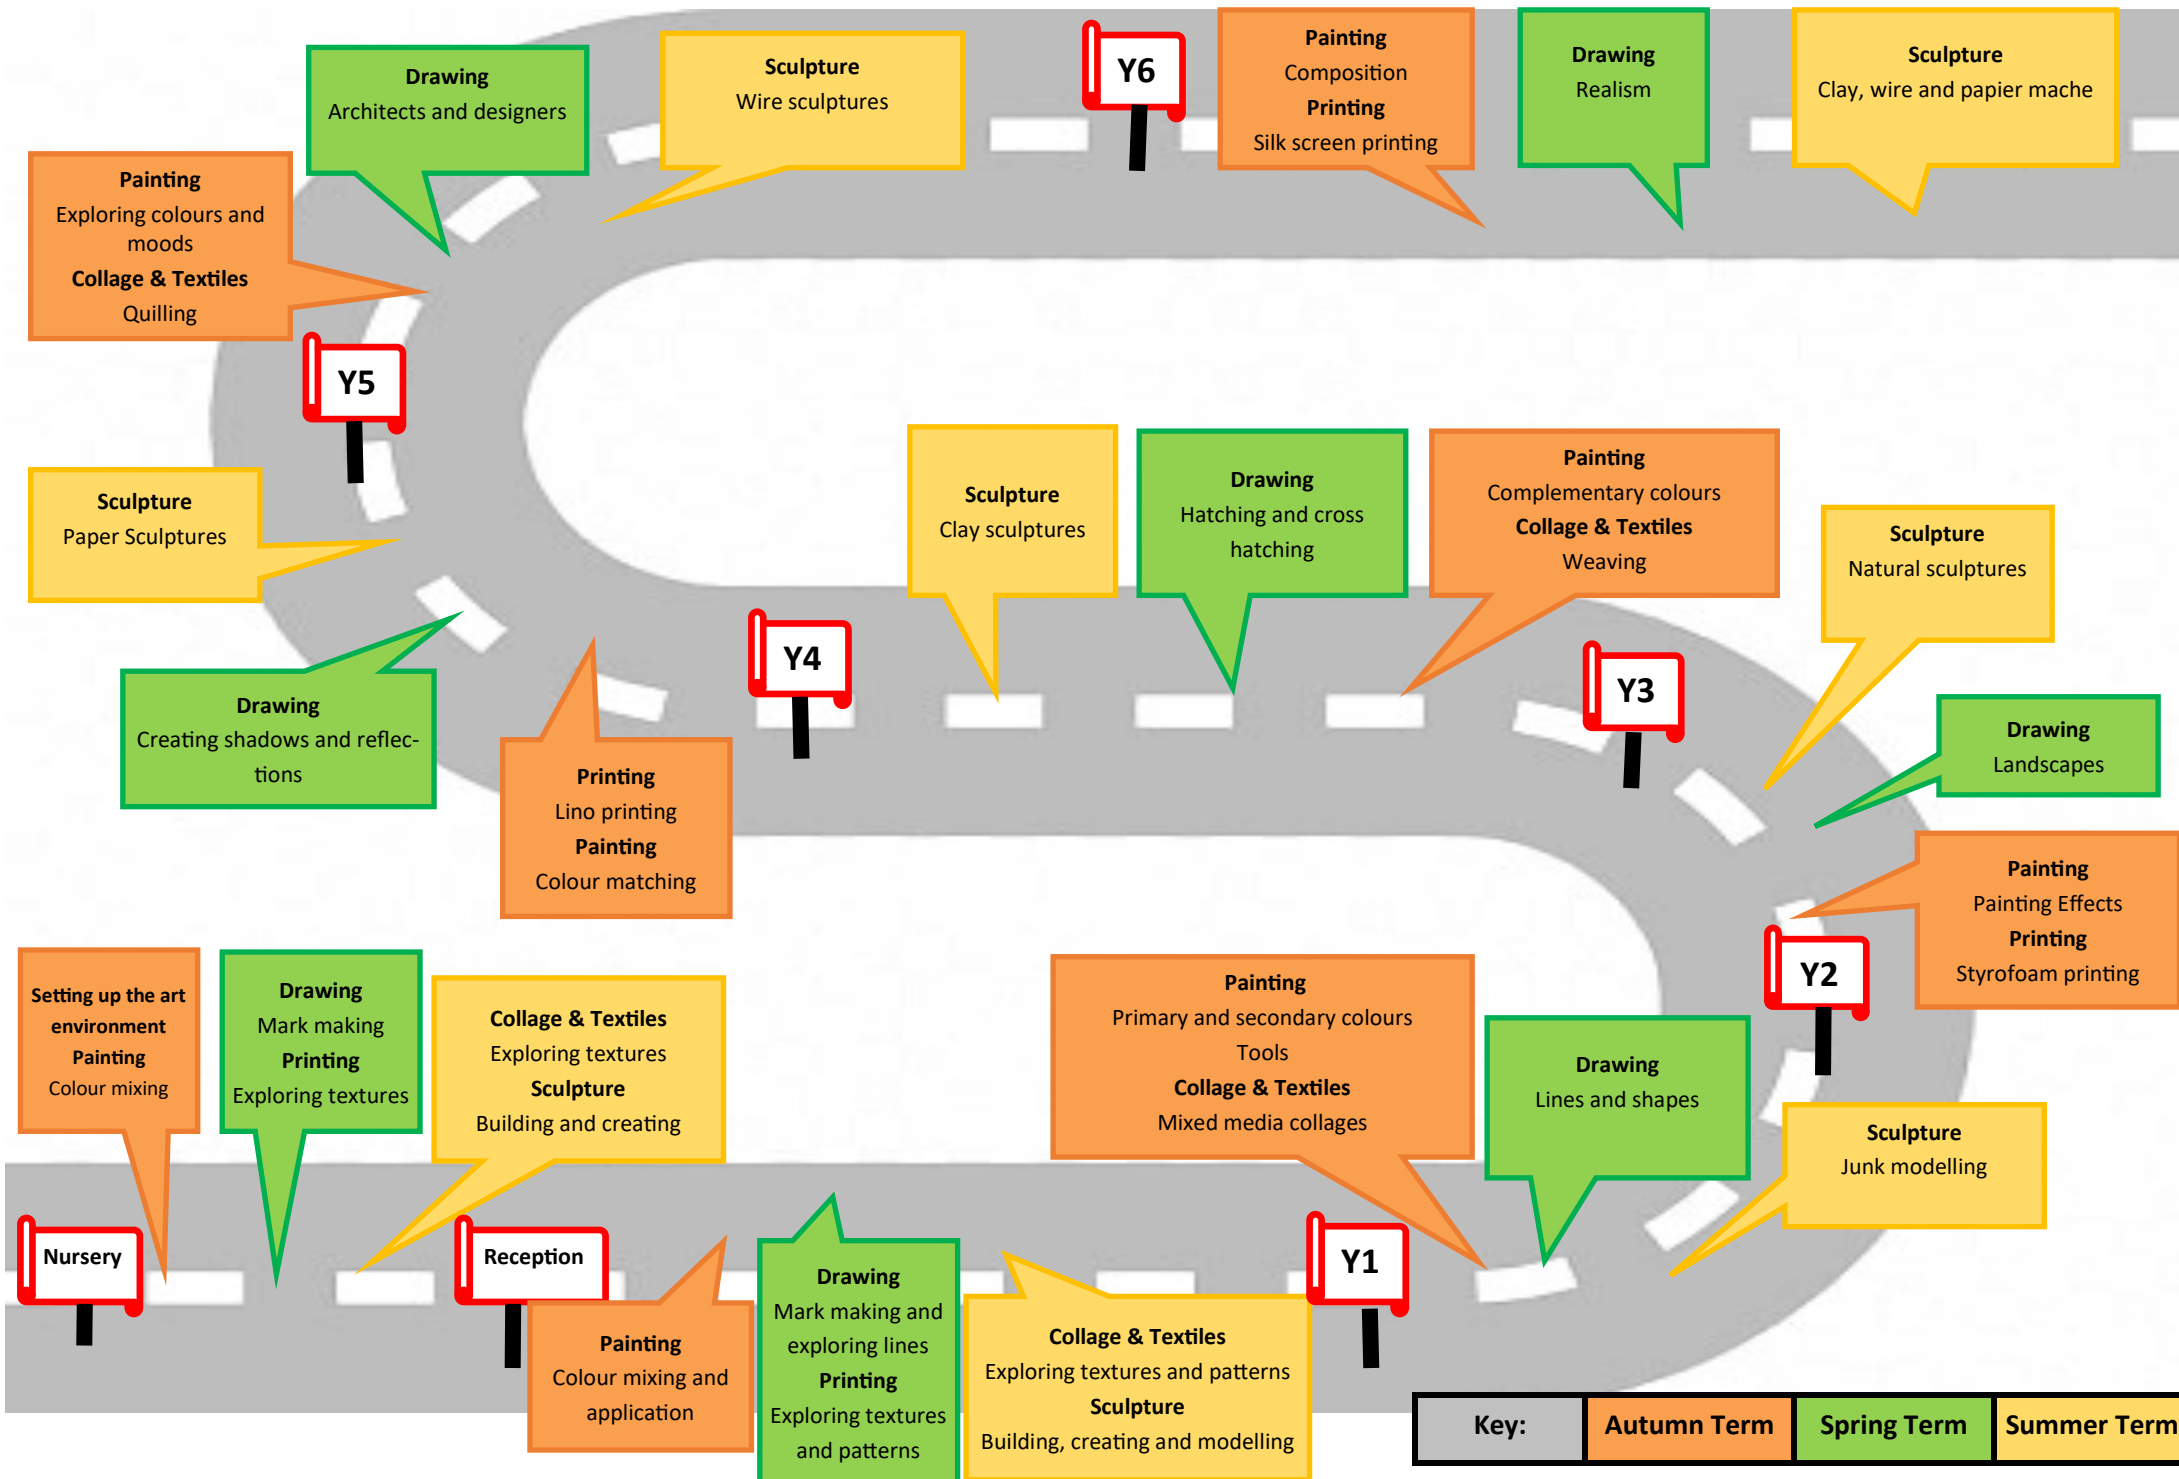 Drawing
Architects and designers
Sculpture
Wire sculptures
Y6
Painting
Composition
Printing
Silk screen printing
Drawing
Realism
Sculpture
Clay, wire and papier mache
Painting
Exploring colours and
moods
Collage & Textiles
Quilling
Y5
Sculpture
Paper Sculptures
Drawing
Creating shadows and reflec-
tions
Printing
Lino printing
Painting
Colour matching
Y4
Sculpture
Clay sculptures
Drawing
Hatching and cross
hatching
Painting
Complementary colours
Collage & Textiles
Weaving
Y3
Sculpture
Natural sculptures
Drawing
Landscapes
Painting
Painting Effects
Printing
Styrofoam printing
Y2
Setting up the art
environment
Painting
Colour mixing
Drawing
Mark making
Printing
Exploring textures
Collage & Textiles
Exploring textures
Sculpture
Building and creating
Painting
Primary and secondary colours
Tools
Collage & Textiles
Mixed media collages
Drawing
Lines and shapes
Sculpture
Junk modelling
Nursery
Reception
Painting
Colour mixing and
application
Drawing
Mark making and
exploring lines
Printing
Exploring textures
and patterns
Collage & Textiles
Exploring textures and patterns
Sculpture
Building, creating and modelling
Y1
Key:
Autumn Term
Spring Term
Summer Term